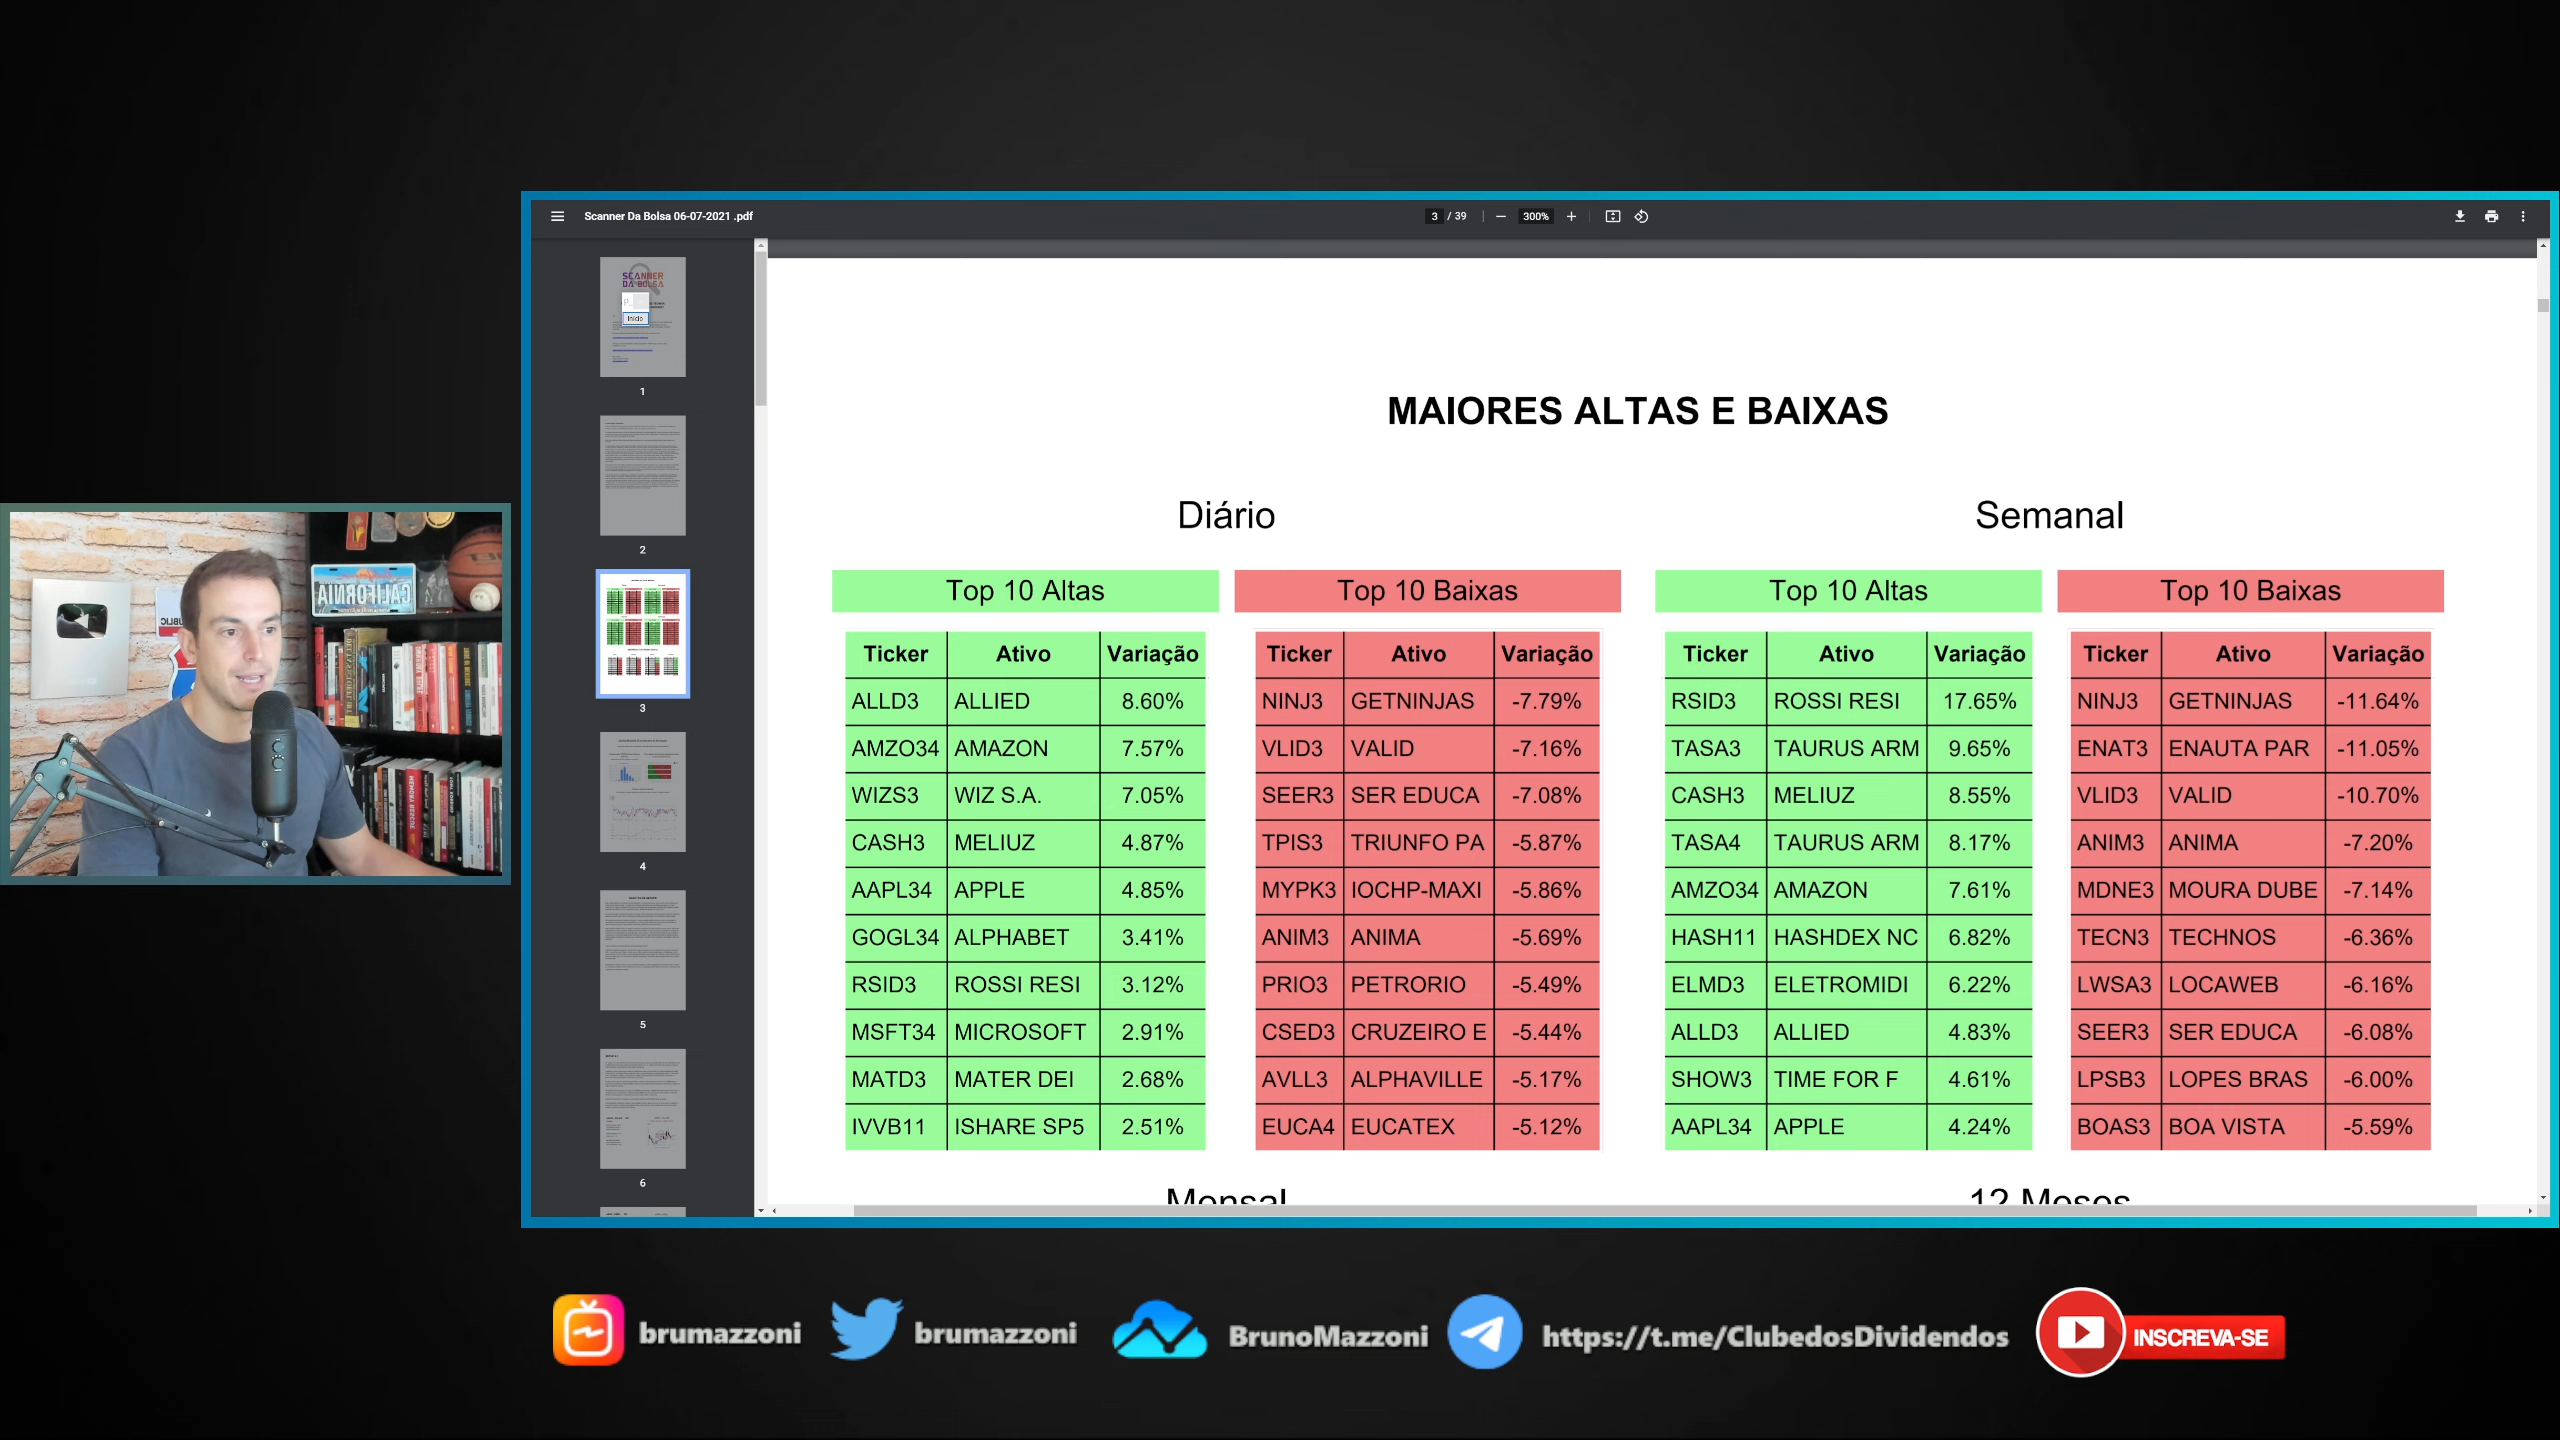 Scanner Da Bolsa 06-07-2021 .pdf
3 / 39
300%
SCANNER
DA BOLSA
Início
1
2
3
4
5
6
MAIORES ALTAS E BAIXAS
Diário
Semanal
Top 10 Altas
Top 10 Baixas
Top 10 Altas
Top 10 Baixas
Ticker Ativo Variação
ALLD3 ALLIED 8.60%
AMZO34 AMAZON 7.57%
WIZS3 WIZ S.A. 7.05%
CASH3 MELIUZ 4.87%
AAPL34 APPLE 4.85%
GOGL34 ALPHABET 3.41%
RSID3 ROSSI RESI 3.12%
MSFT34 MICROSOFT 2.91%
MATD3 MATER DEI 2.68%
IVVB11 ISHARE SP5 2.51%
Ticker Ativo Variação
NINJ3 GETNINJAS -7.79%
VLID3 VALID -7.16%
SEER3 SER EDUCA -7.08%
TPIS3 TRIUNFO PA -5.87%
MYPK3 IOCHP-MAXI -5.86%
ANIM3 ANIMA -5.69%
PRIO3 PETRORIO -5.49%
CSED3 CRUZEIRO E -5.44%
AVLL3 ALPHAVILLE -5.17%
EUCA4 EUCATEX -5.12%
Ticker Ativo Variação
RSID3 ROSSI RESI 17.65%
TASA3 TAURUS ARM 9.65%
CASH3 MELIUZ 8.55%
TASA4 TAURUS ARM 8.17%
AMZO34 AMAZON 7.61%
HASH11 HASHDEX NC 6.82%
ELMD3 ELETROMIDI 6.22%
ALLD3 ALLIED 4.83%
SHOW3 TIME FOR F 4.61%
AAPL34 APPLE 4.24%
Ticker Ativo Variação
NINJ3 GETNINJAS -11.64%
ENAT3 ENAUTA PAR -11.05%
VLID3 VALID -10.70%
ANIM3 ANIMA -7.20%
MDNE3 MOURA DUBE -7.14%
TECN3 TECHNOS -6.36%
LWSA3 LOCAWEB -6.16%
SEER3 SER EDUCA -6.08%
LPSB3 LOPES BRAS -6.00%
BOAS3 BOA VISTA -5.59%
Mensal
12 Meses
CALIFORNIA
brumazzoni
brumazzoni
BrunoMazzoni
https://t.me/ClubedosDividendos
INSCREVA-SE